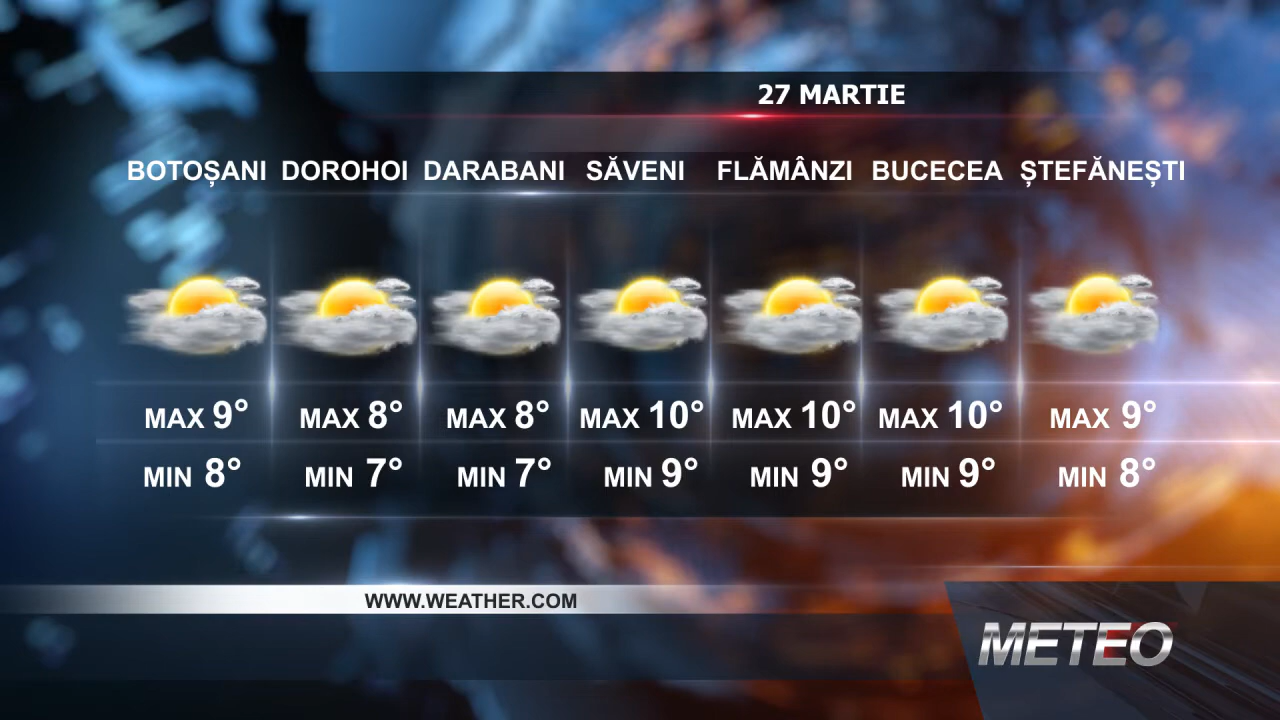 27 MARTIE
BOTOȘANI DOROHOI DARABANI SĂVENI FLĂMÂNZI BUCECEA ȘTEFĂNEȘTI
MAX 9° MAX 8° MAX 8° MAX 10° MAX 10° MAX 10° MAX 9°
MIN 8° MIN 7° MIN 7° MIN 9° MIN 9° MIN 9° MIN 8°
WWW.WEATHER.COM
METEO